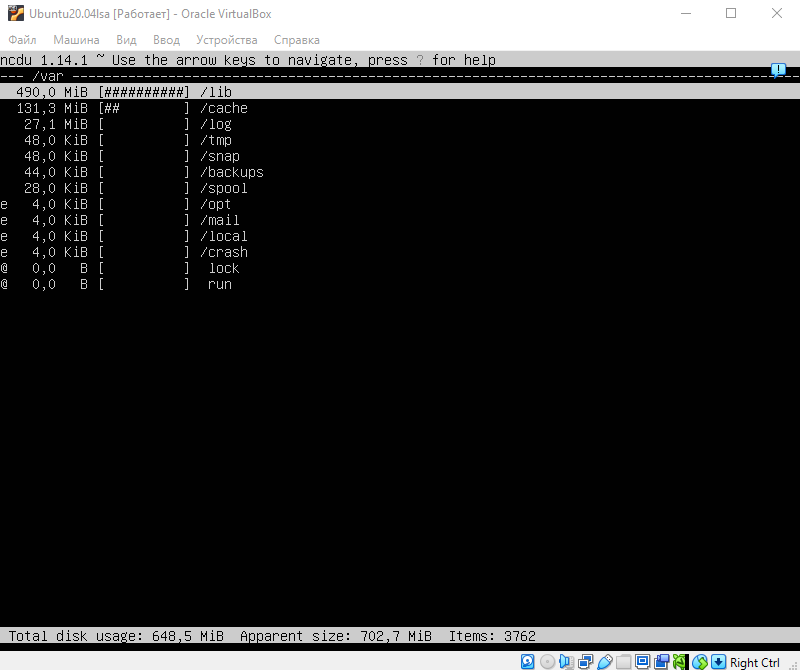 Ubuntu20.04lsa [Работает] - Oracle VirtualBox
Файл Машина Вид Ввод Устройства Справка
ncdu 1.14.1 ~ Use the arrow keys to navigate, press ? for help
--- /var ---
490,0 MiB [##########] /lib
131,3 MiB [##        ] /cache
27,1 MiB [          ] /log
48,0 KiB [          ] /tmp
48,0 KiB [          ] /snap
44,0 KiB [          ] /backups
28,0 KiB [          ] /spool
e 4,0 KiB [          ] /opt
e 4,0 KiB [          ] /mail
e 4,0 KiB [          ] /local
e 4,0 KiB [          ] /crash
@ 0,0 B [          ] lock
@ 0,0 B [          ] run
Total disk usage: 648,5 MiB Apparent size: 702,7 MiB Items: 3762
Right Ctrl